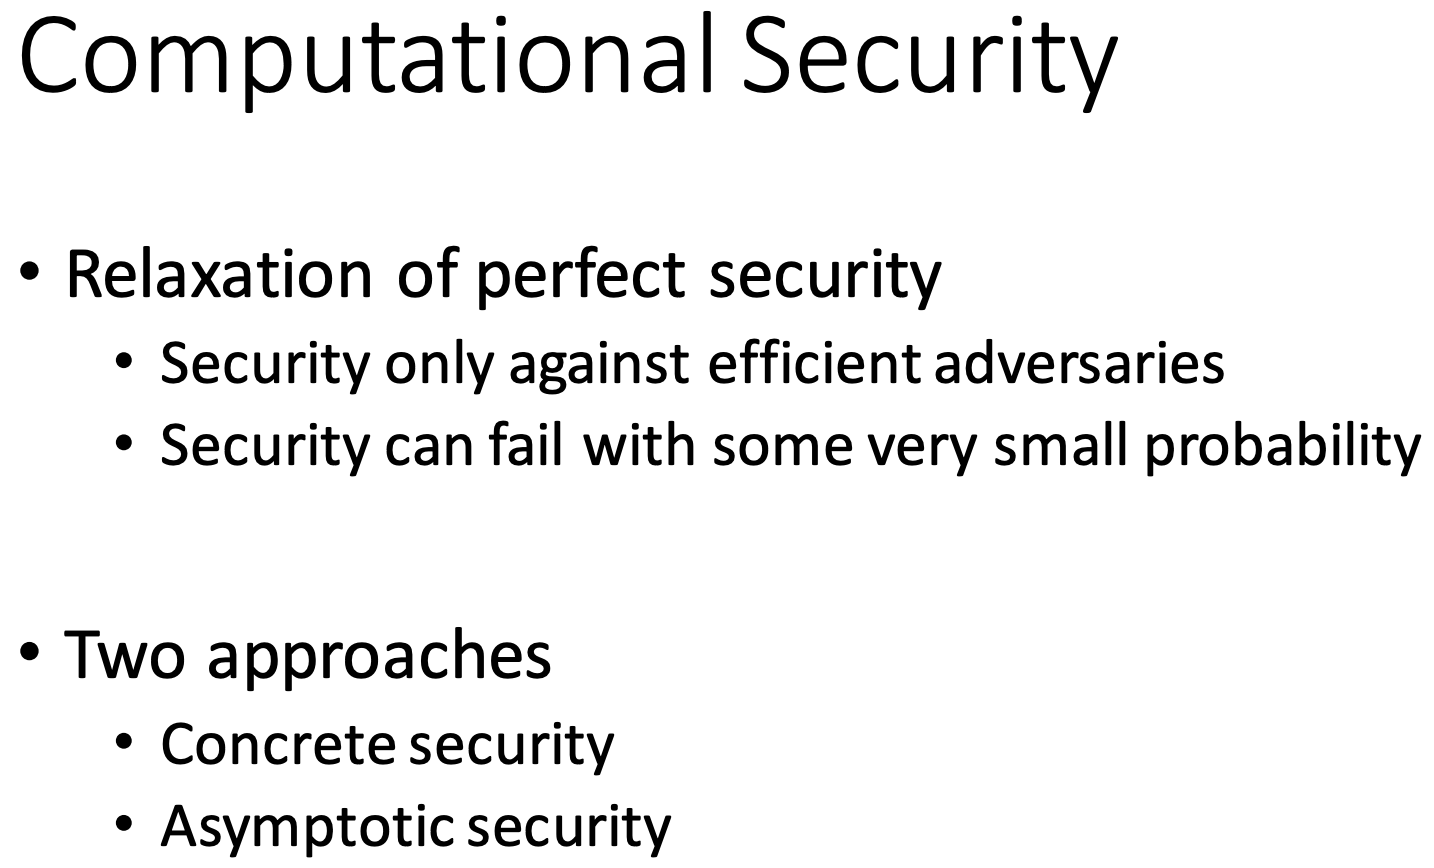 Computational Security
• Relaxation of perfect security
• Security only against efficient adversaries
• Security can fail with some very small probability
• Two approaches
• Concrete security
• Asymptotic security